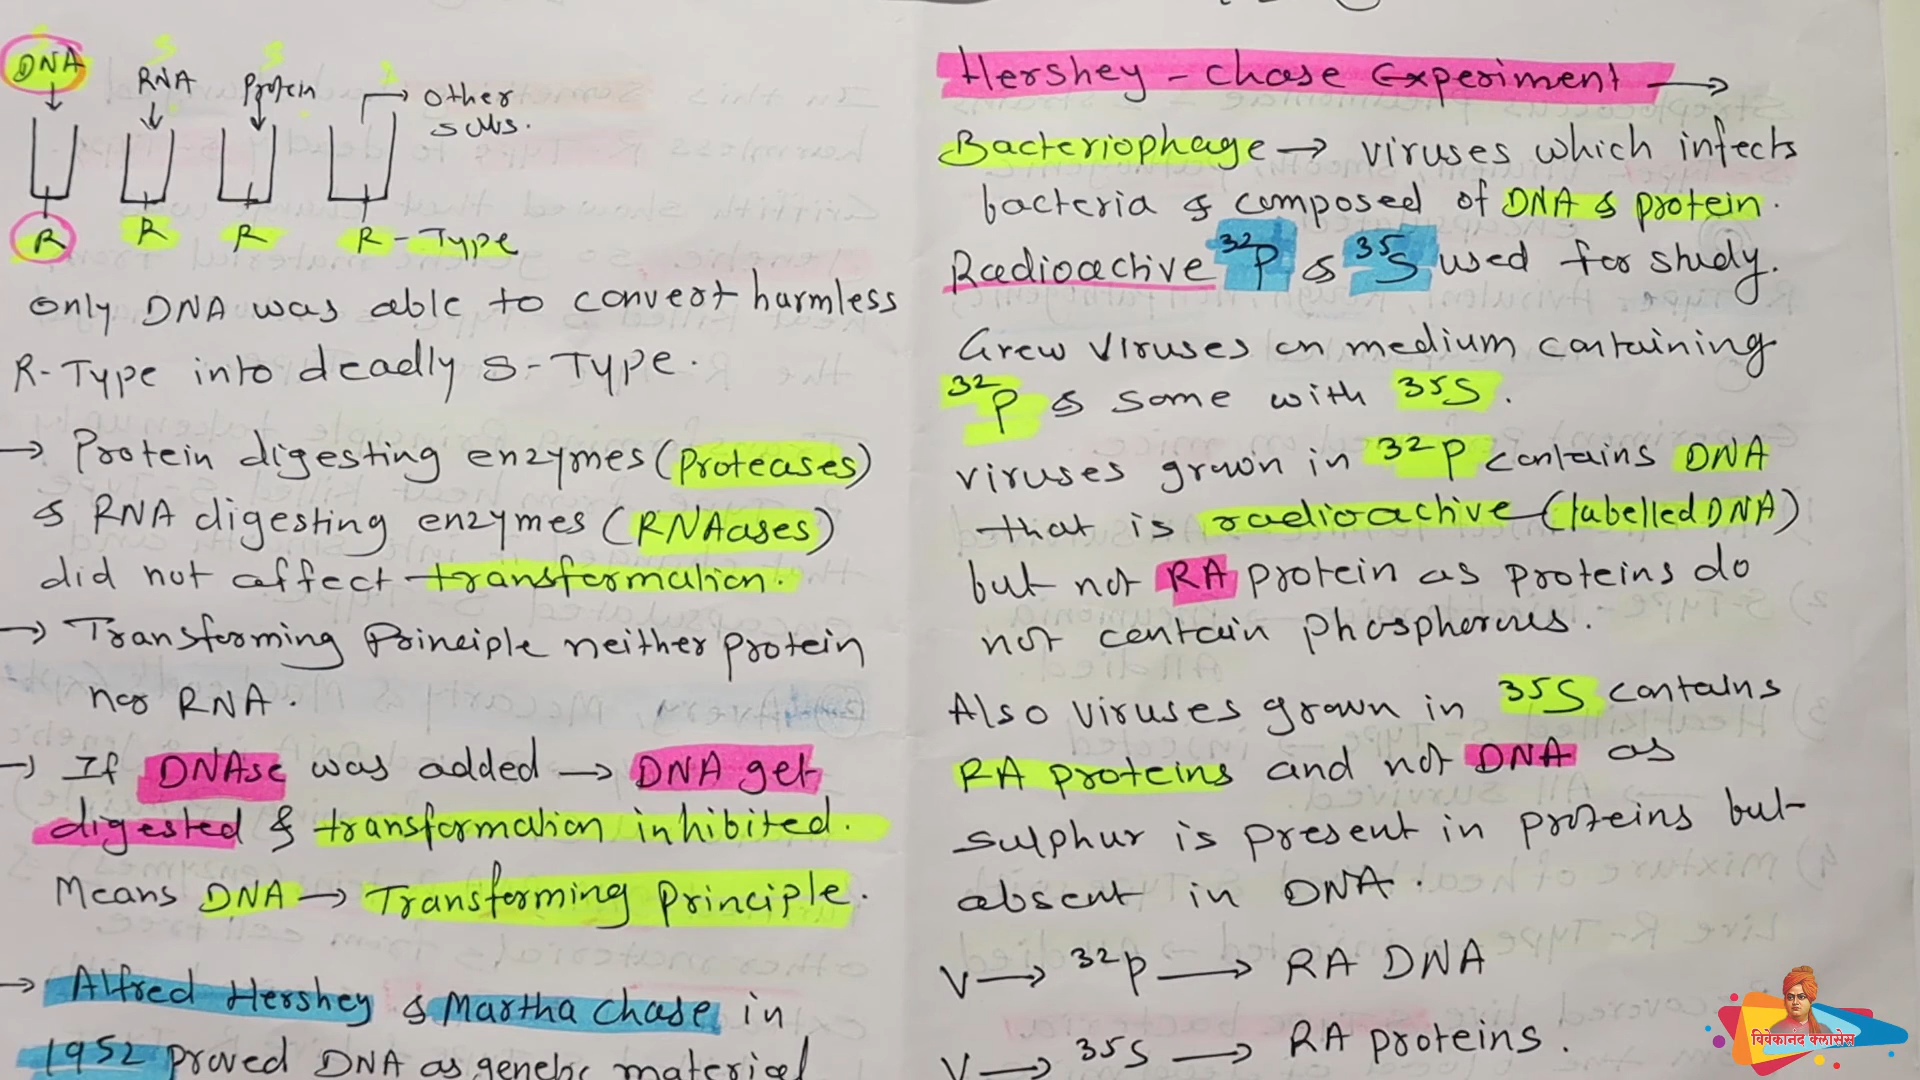 DNA RNA Protein Other
R R R R-Type
only DNA was able to convert harmless
R-Type into deadly S-Type.
→ Protein digesting enzymes (Proteases)
& RNA digesting enzymes (RNAases)
did not affect transformation.
→ Transforming Principle neither protein
nor RNA.
→ If DNAse was added → DNA get
digested & transformation inhibited.
Means DNA → Transforming Principle.
→ Alfred Hershey & Martha chase in
1952 proved DNA as genetic material
Hershey - chase Experiment →
Bacteriophage → viruses which infects
bacteria & composed of DNA & protein.
Radioactive 32P & 35S used for study.
Grew viruses on medium containing
32P & some with 35S.
viruses grown in 32P contains DNA
that is radioactive (labelled DNA)
but not RA protein as proteins do
not contain phosphorous.
Also viruses grown in 35S contains
RA proteins and not DNA as
sulphur is present in proteins but
absent in DNA.
V → 32P → RA DNA
V → 35S → RA proteins.
विवेकानंद क्लासेस